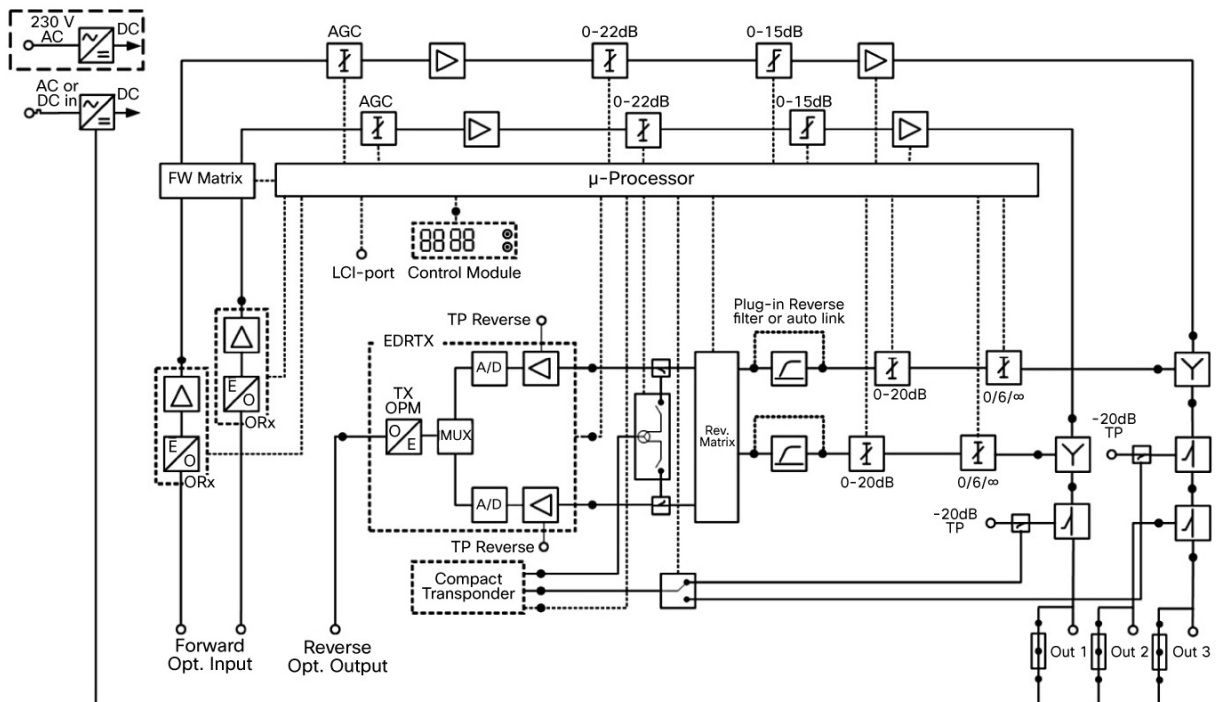 230 V
AC
DC
AC or
DC in
DC
AGC
0-22dB
0-15dB
AGC
0-22dB
0-15dB
FW Matrix
µ-Processor
LCI-port
88 88
Control Module
TP Reverse
EDRTX
Plug-in Reverse
filter or auto link
A/D
TX
OPM
O
E
MUX
Rev.
Matrix
0-20dB
0/6/∞
E
O
ORx
E
O
ORx
-20dB
TP
0-20dB
0/6/∞
A/D
-20dB
TP
TP Reverse
Compact
Transponder
Forward
Opt. Input
Reverse
Opt. Output
Out 1
Out 2
Out 3